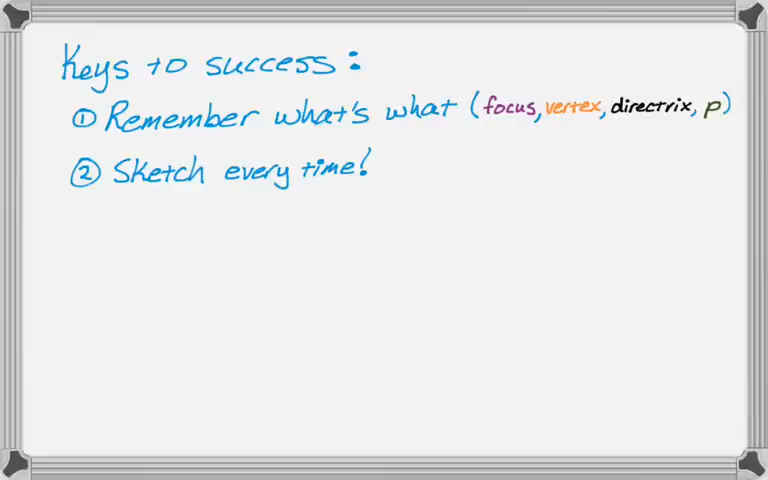 Keys to success:
① Remember what's what (focus, vertex, directrix, p)
② Sketch every time!